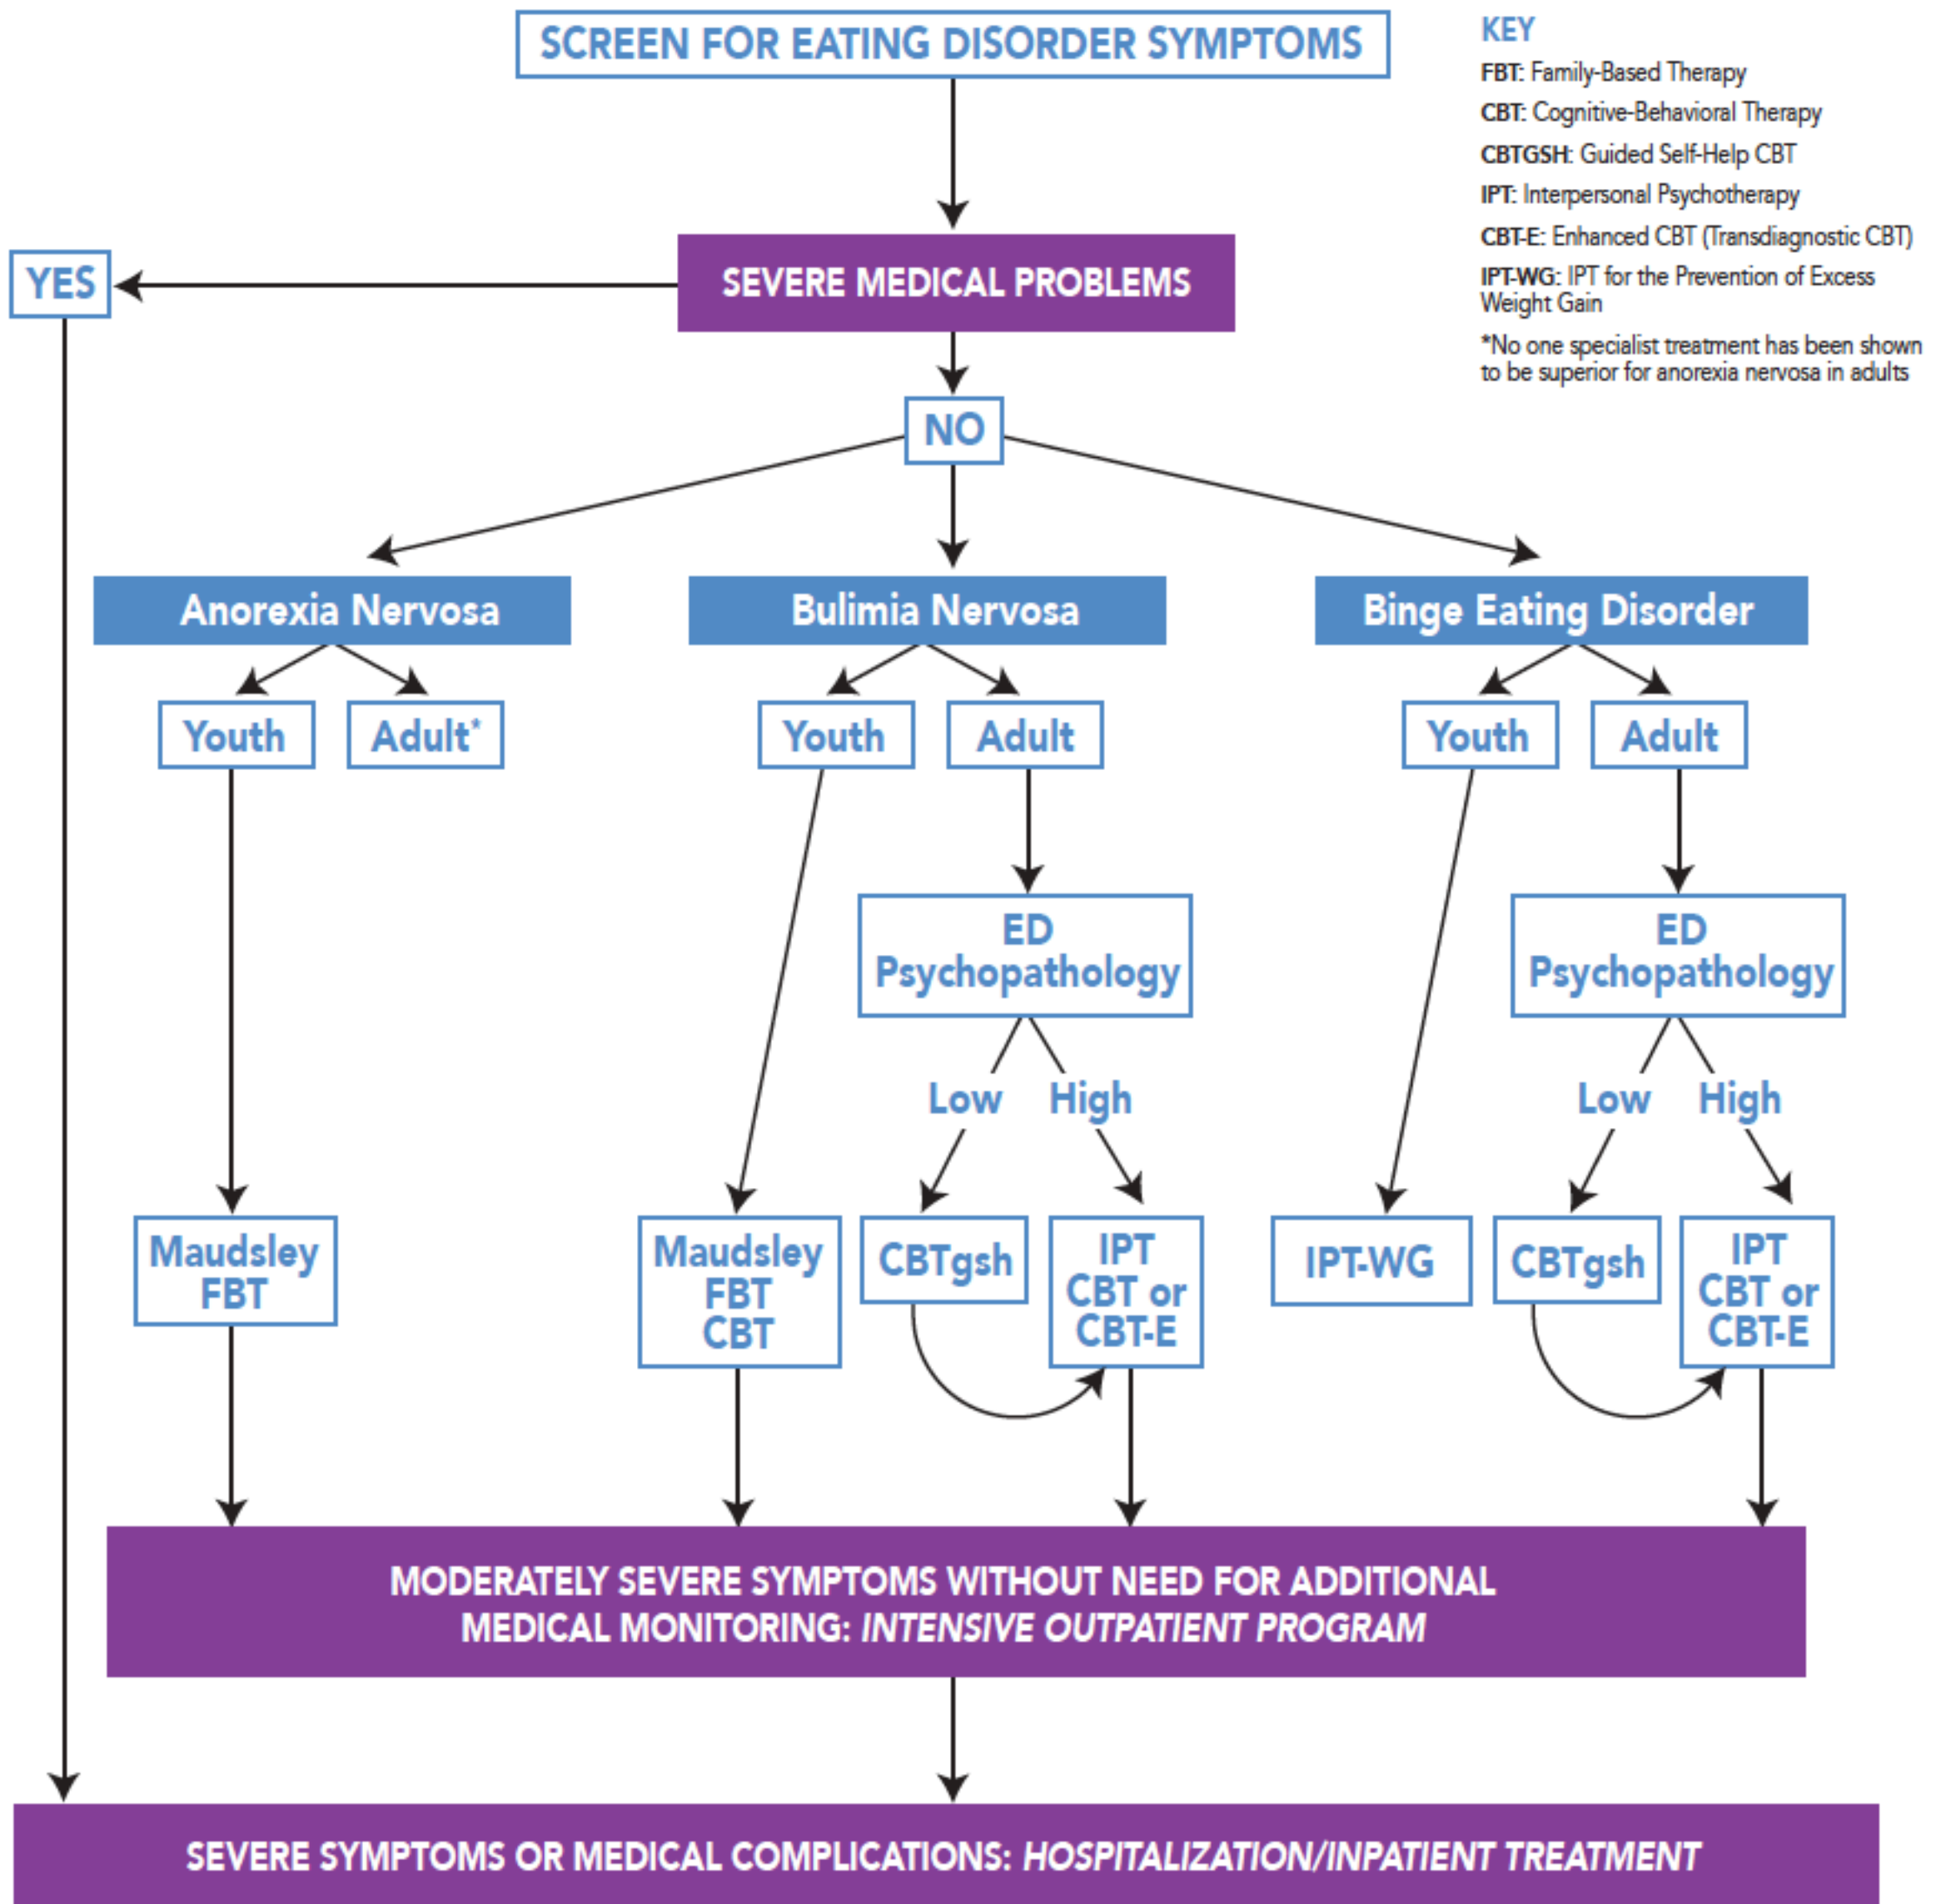 SCREEN FOR EATING DISORDER SYMPTOMS
KEY
FBT: Family-Based Therapy
CBT: Cognitive-Behavioral Therapy
CBTGSH: Guided Self-Help CBT
IPT: Interpersonal Psychotherapy
CBT-E: Enhanced CBT (Transdiagnostic CBT)
IPT-WG: IPT for the Prevention of Excess
Weight Gain
*No one specialist treatment has been shown
to be superior for anorexia nervosa in adults
YES
SEVERE MEDICAL PROBLEMS
NO
Anorexia Nervosa
Bulimia Nervosa
Binge Eating Disorder
Youth
Adult*
Youth
Adult
Youth
Adult
ED
Psychopathology
ED
Psychopathology
Low
High
Low
High
Maudsley
FBT
Maudsley
FBT
CBT
CBTgsh
IPT
CBT or
CBT-E
IPT-WG
CBTgsh
IPT
CBT or
CBT-E
MODERATELY SEVERE SYMPTOMS WITHOUT NEED FOR ADDITIONAL
MEDICAL MONITORING: INTENSIVE OUTPATIENT PROGRAM
SEVERE SYMPTOMS OR MEDICAL COMPLICATIONS: HOSPITALIZATION/INPATIENT TREATMENT